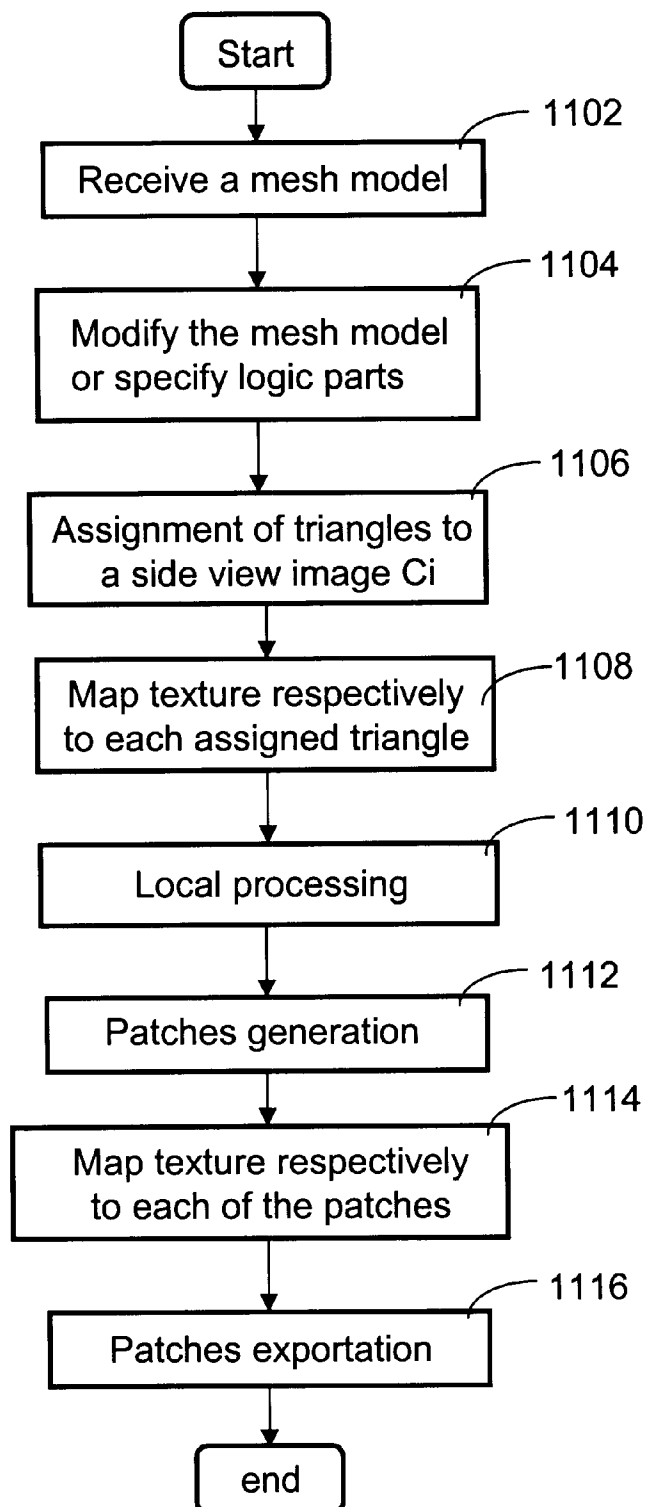 Start
1102
Receive a mesh model
1104
Modify the mesh model
or specify logic parts
1106
Assignment of triangles to
a side view image Ci
1108
Map texture respectively
to each assigned triangle
1110
Local processing
1112
Patches generation
1114
Map texture respectively
to each of the patches
1116
Patches exportation
end